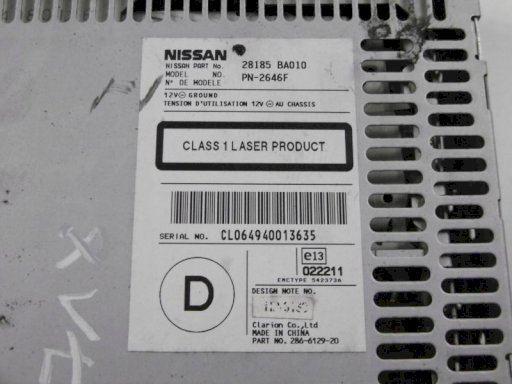 NISSAN
NISSAN PART No. 28185 BA010
MODEL NO. PN-2646F
N° DE MODELE
12V ⊖ GROUND
TENSION D'UTILISATION 12V ⊖ AU CHASSIS
CLASS 1 LASER PRODUCT
SERIAL NO. CL064940013635
e13
022211
EMCTYPE 5423736
D
DESIGN NOTE NO.
Clarion Co.,Ltd
MADE IN CHINA
PART NO. 286-6129-20